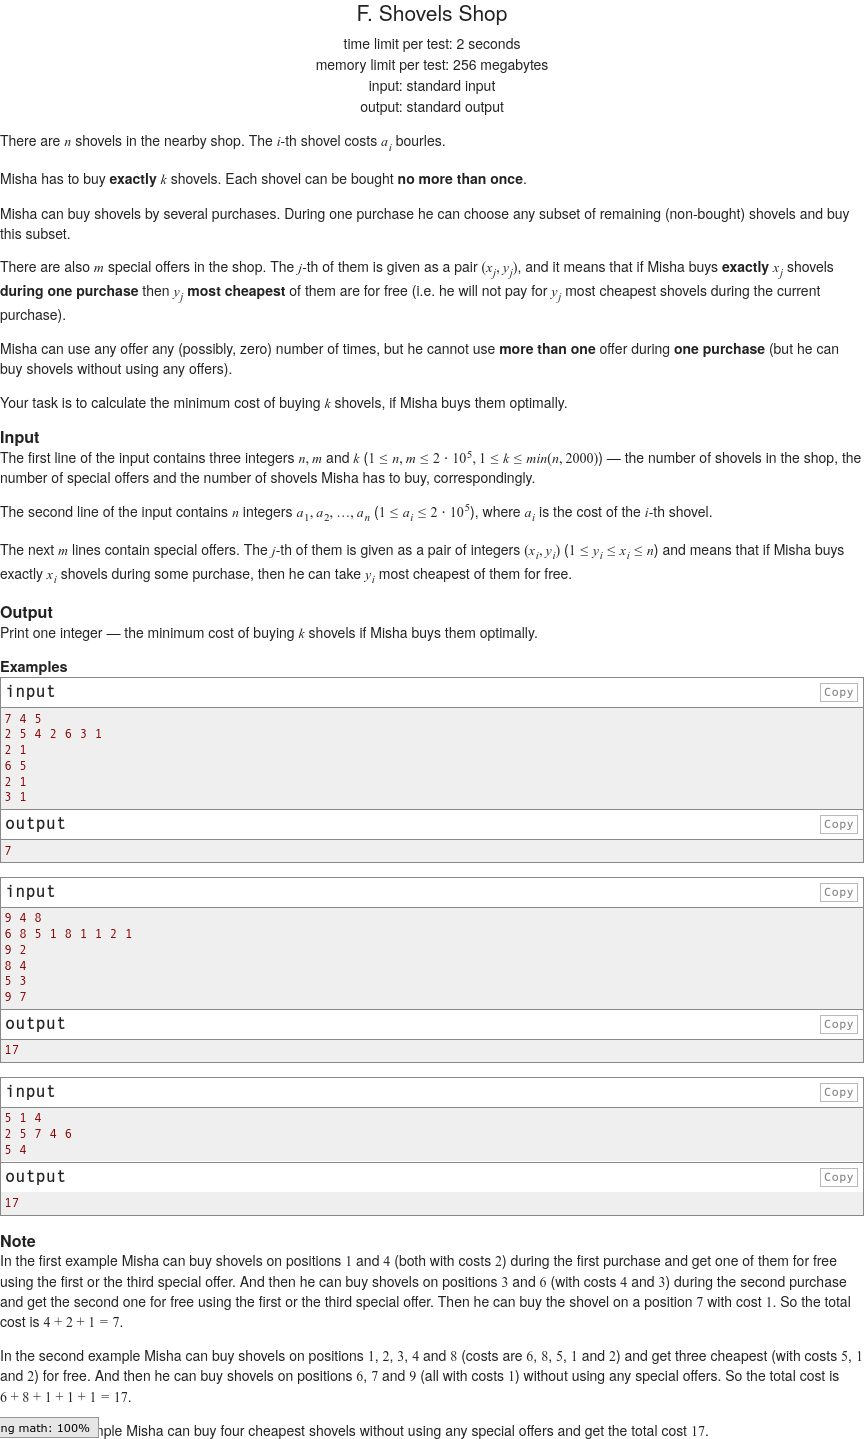 F. Shovels Shop
time limit per test: 2 seconds
memory limit per test: 256 megabytes
input: standard input
output: standard output
There are n shovels in the nearby shop. The i-th shovel costs a_i bourles.
Misha has to buy exactly k shovels. Each shovel can be bought no more than once.
Misha can buy shovels by several purchases. During one purchase he can choose any subset of remaining (non-bought) shovels and buy
this subset.
There are also m special offers in the shop. The j-th of them is given as a pair (x_j, y_j), and it means that if Misha buys exactly x_j shovels
during one purchase then y_j most cheapest of them are for free (i.e. he will not pay for y_j most cheapest shovels during the current
purchase).
Misha can use any offer any (possibly, zero) number of times, but he cannot use more than one offer during one purchase (but he can
buy shovels without using any offers).
Your task is to calculate the minimum cost of buying k shovels, if Misha buys them optimally.
Input
The first line of the input contains three integers n, m and k (1 ≤ n, m ≤ 2 · 10^5, 1 ≤ k ≤ min(n, 2000)) — the number of shovels in the shop, the
number of special offers and the number of shovels Misha has to buy, correspondingly.
The second line of the input contains n integers a_1, a_2, …, a_n (1 ≤ a_i ≤ 2 · 10^5), where a_i is the cost of the i-th shovel.
The next m lines contain special offers. The j-th of them is given as a pair of integers (x_i, y_i) (1 ≤ y_i ≤ x_i ≤ n) and means that if Misha buys
exactly x_i shovels during some purchase, then he can take y_i most cheapest of them for free.
Output
Print one integer — the minimum cost of buying k shovels if Misha buys them optimally.
Examples
input
Copy
7 4 5
2 5 4 2 6 3 1
2 1
6 5
2 1
3 1
output
Copy
7
input
Copy
9 4 8
6 8 5 1 8 1 1 2 1
9 2
8 4
5 3
9 7
output
Copy
17
input
Copy
5 1 4
2 5 7 4 6
5 4
output
Copy
17
Note
In the first example Misha can buy shovels on positions 1 and 4 (both with costs 2) during the first purchase and get one of them for free
using the first or the third special offer. And then he can buy shovels on positions 3 and 6 (with costs 4 and 3) during the second purchase
and get the second one for free using the first or the third special offer. Then he can buy the shovel on a position 7 with cost 1. So the total
cost is 4 + 2 + 1 = 7.
In the second example Misha can buy shovels on positions 1, 2, 3, 4 and 8 (costs are 6, 8, 5, 1 and 2) and get three cheapest (with costs 5, 1
and 2) for free. And then he can buy shovels on positions 6, 7 and 9 (all with costs 1) without using any special offers. So the total cost is
6 + 8 + 1 + 1 + 1 = 17.
ng math: 100%
mple Misha can buy four cheapest shovels without using any special offers and get the total cost 17.